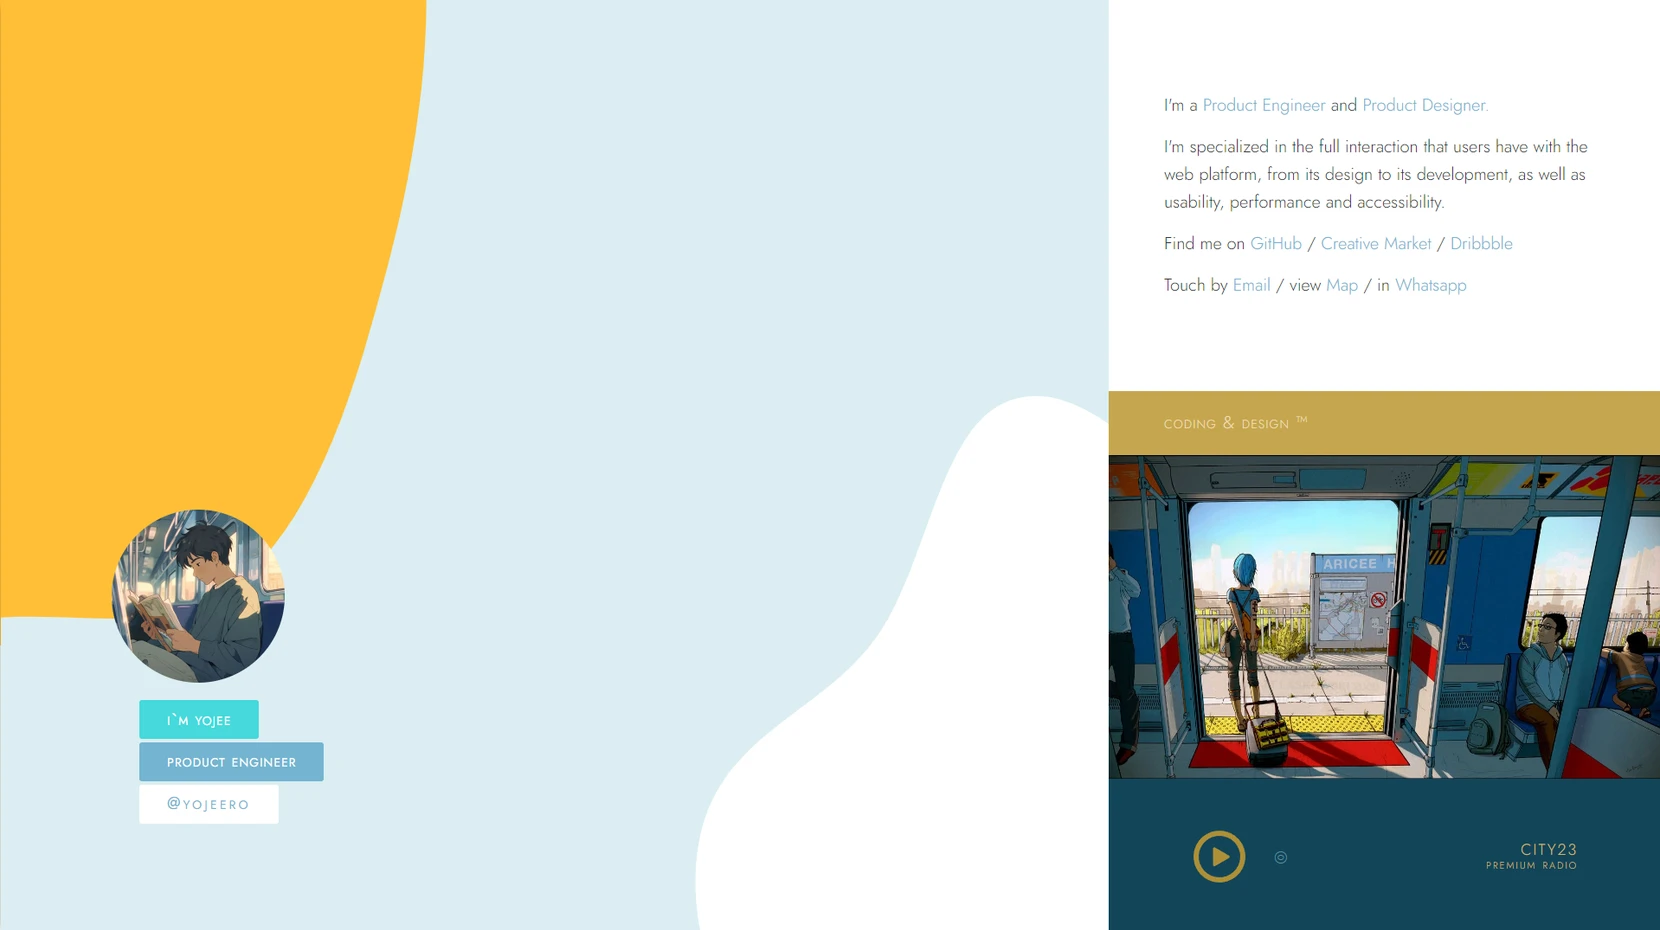 I'm a Product Engineer and Product Designer.
I'm specialized in the full interaction that users have with the
web platform, from its design to its development, as well as
usability, performance and accessibility.
Find me on GitHub / Creative Market / Dribbble
Touch by Email / view Map / in Whatsapp
CODING & DESIGN ™
ARICEE H
I`M YOJEE
PRODUCT ENGINEER
@YOJEERO
CITY23
PREMIUM RADIO